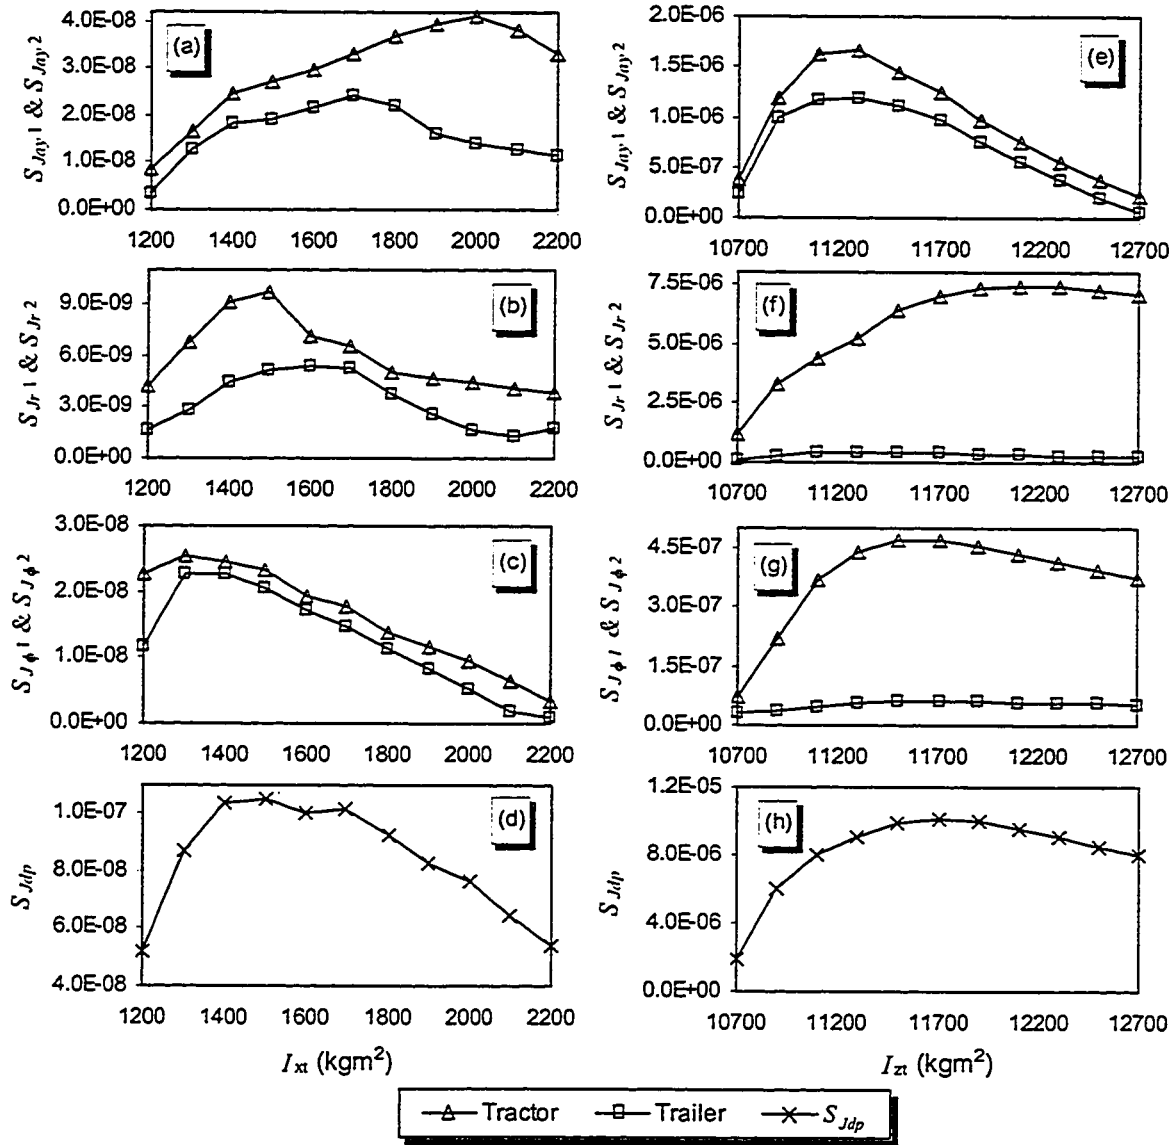 S_Jay1 & S_Jay2
4.0E-08
3.0E-08
2.0E-08
1.0E-08
0.0E+00
(a)
1200 1400 1600 1800 2000 2200
S_Jr1 & S_Jr2
9.0E-09
6.0E-09
3.0E-09
0.0E+00
(b)
1200 1400 1600 1800 2000 2200
S_Jϕ1 & S_Jϕ2
3.0E-08
2.0E-08
1.0E-08
0.0E+00
(c)
1200 1400 1600 1800 2000 2200
S_Jdp
1.0E-07
8.0E-08
6.0E-08
4.0E-08
(d)
1200 1400 1600 1800 2000 2200
I_xt (kgm²)
S_Jay1 & S_Jay2
2.0E-06
1.5E-06
1.0E-06
5.0E-07
0.0E+00
(e)
10700 11200 11700 12200 12700
S_Jr1 & S_Jr2
7.5E-06
5.0E-06
2.5E-06
0.0E+00
(f)
10700 11200 11700 12200 12700
S_Jϕ1 & S_Jϕ2
4.5E-07
3.0E-07
1.5E-07
0.0E+00
(g)
10700 11200 11700 12200 12700
S_Jdp
1.2E-05
8.0E-06
4.0E-06
0.0E+00
(h)
10700 11200 11700 12200 12700
I_zt (kgm²)
Tractor Trailer S_Jdp